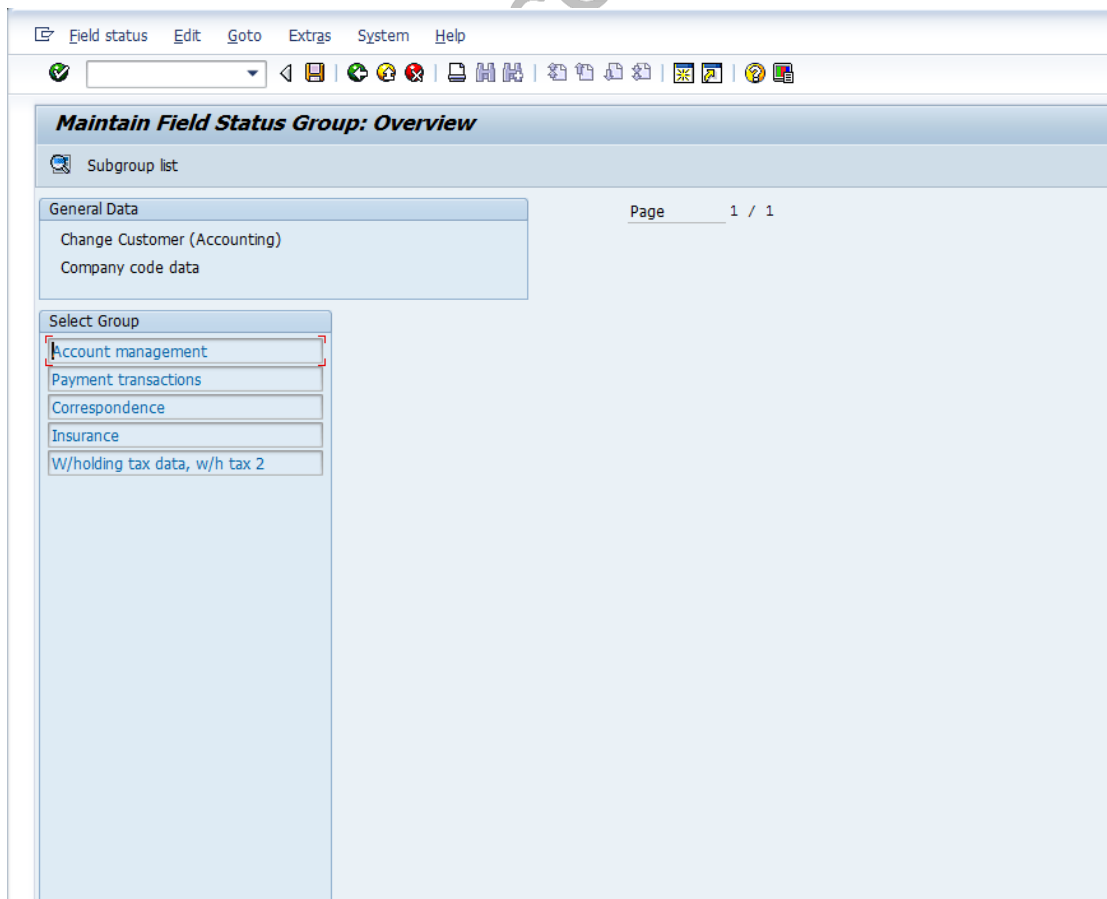 Field status Edit Goto Extras System Help
Maintain Field Status Group: Overview
Subgroup list
General Data
Page 1 / 1
Change Customer (Accounting)
Company code data
Select Group
Account management
Payment transactions
Correspondence
Insurance
W/holding tax data, w/h tax 2